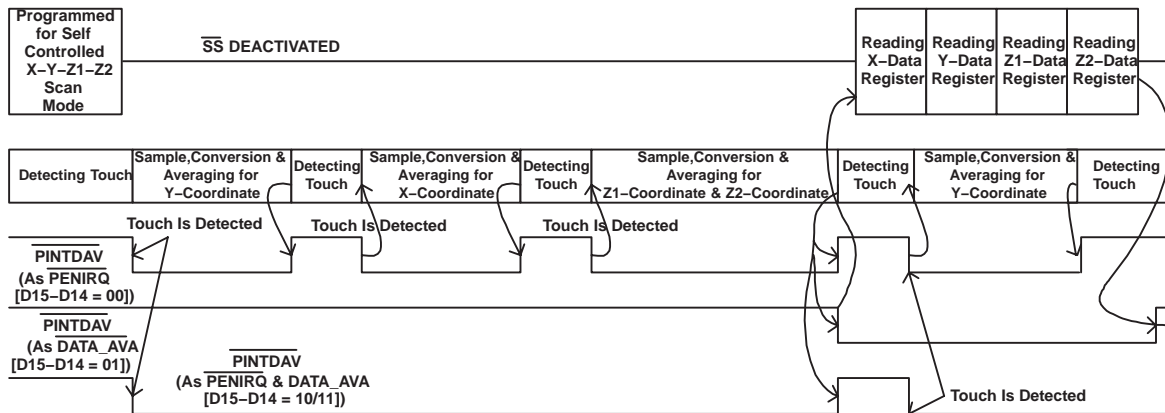 Programmed
for Self
Controlled
X−Y−Z1−Z2
Scan
Mode
SS DEACTIVATED
Reading
X−Data
Register
Reading
Y−Data
Register
Reading
Z1−Data
Register
Reading
Z2−Data
Register
Detecting Touch
Sample,Conversion &
Averaging for
Y−Coordinate
Detecting
Touch
Sample,Conversion &
Averaging for
X−Coordinate
Detecting
Touch
Sample,Conversion &
Averaging for
Z1−Coordinate & Z2−Coordinate
Detecting
Touch
Sample,Conversion &
Averaging for
Y−Coordinate
Detecting
Touch
Touch Is Detected
Touch Is Detected
Touch Is Detected
PINTDAV
(As PENIRQ
[D15−D14 = 00])
PINTDAV
(As DATA_AVA
[D15−D14 = 01])
PINTDAV
(As PENIRQ & DATA_AVA
[D15−D14 = 10/11])
Touch Is Detected